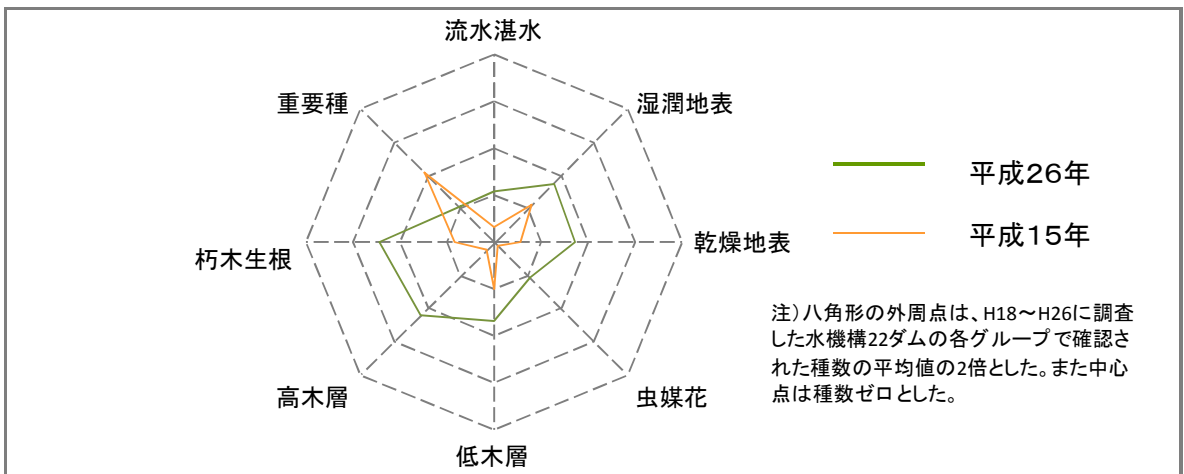 流水湛水
重要種
湿潤地表
平成26年
平成15年
朽木生根
乾燥地表
注）八角形の外周点は、H18～H26に調査
した水機構22ダムの各グループで確認さ
れた種数の平均値の2倍とした。また中心
点は種数ゼロとした。
高木層
虫媒花
低木層